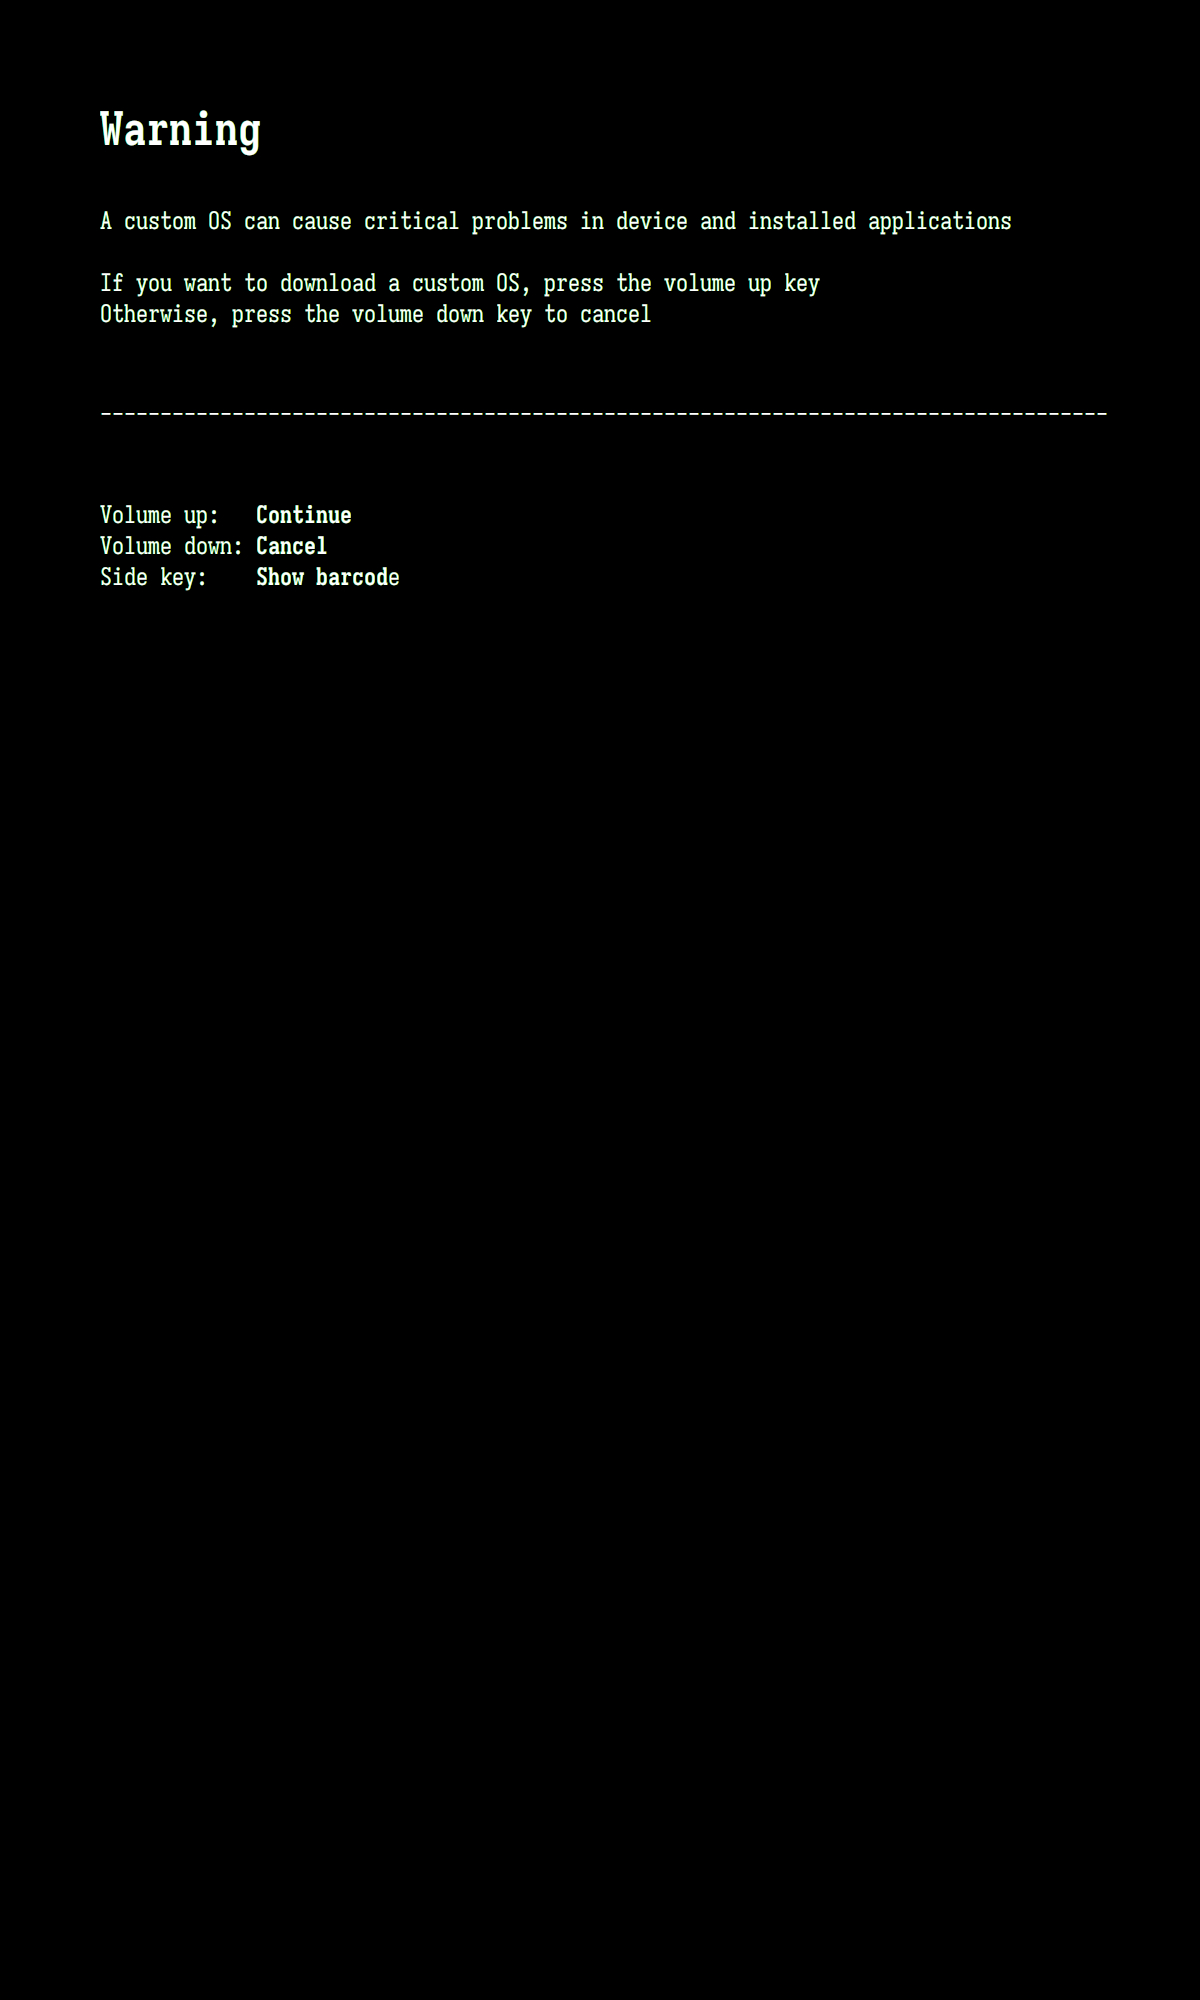 Warning
A custom OS can cause critical problems in device and installed applications
If you want to download a custom OS, press the volume up key
Otherwise, press the volume down key to cancel
------------------------------------------------------------------------------------
Volume up: Continue
Volume down: Cancel
Side key: Show barcode